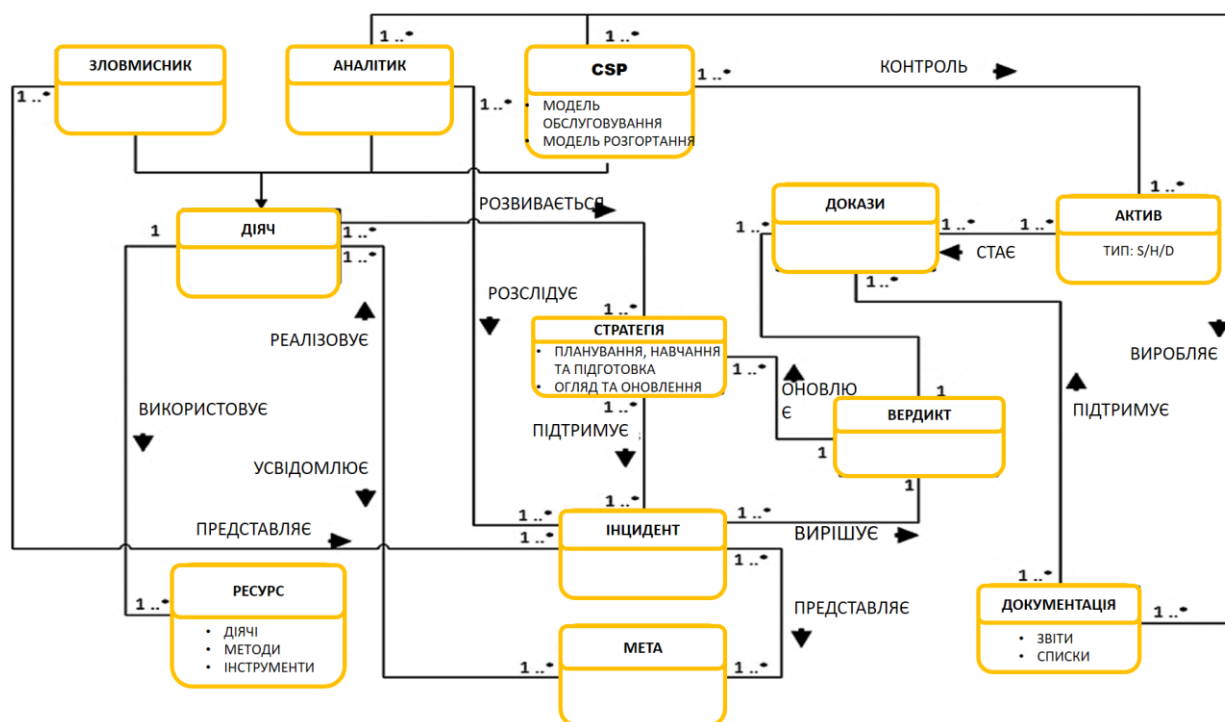 1 ..* 1 ..*
ЗЛОВМИСНИК
АНАЛІТИК
CSP
КОНТРОЛЬ
1 ..*
1 ..*
1 ..*
• МОДЕЛЬ
ОБСЛУГОВУВАННЯ
• МОДЕЛЬ РОЗГОРТАННЯ
1 ..*
РОЗВИВАЄТЬСЯ
ДОКАЗИ
АКТИВ
ТИП: S/H/D
1
ДІЯЧ
1 ..*
1 ..*
1 ..*
1 ..*
1 ..*
СТАЄ
1 ..*
РОЗСЛІДУЄ
1 ..*
РЕАЛІЗОВУЄ
СТРАТЕГІЯ
• ПЛАНУВАННЯ, НАВЧАННЯ
ТА ПІДГОТОВКА
• ОГЛЯД ТА ОНОВЛЕННЯ
1 ..*
ОНОВЛЮ
Є
ВИРОБЛЯЄ
1
ВИКОРИСТОВУЄ
1 ..*
ВЕРДИКТ
ПІДТРИМУЄ
ПІДТРИМУЄ
1
УСВІДОМЛЮЄ
1
1 ..*
ПРЕДСТАВЛЯЄ
1 ..*
1 ..*
ІНЦИДЕНТ
1 ..*
ВИРІШУЄ
1 ..*
1 ..*
РЕСУРС
• ДІЯЧІ
• МЕТОДИ
• ІНСТРУМЕНТИ
1 ..*
ПРЕДСТАВЛЯЄ
1 ..*
ДОКУМЕНТАЦІЯ
• ЗВІТИ
• СПИСКИ
1 ..*
1 ..*
МЕТА
1 ..*